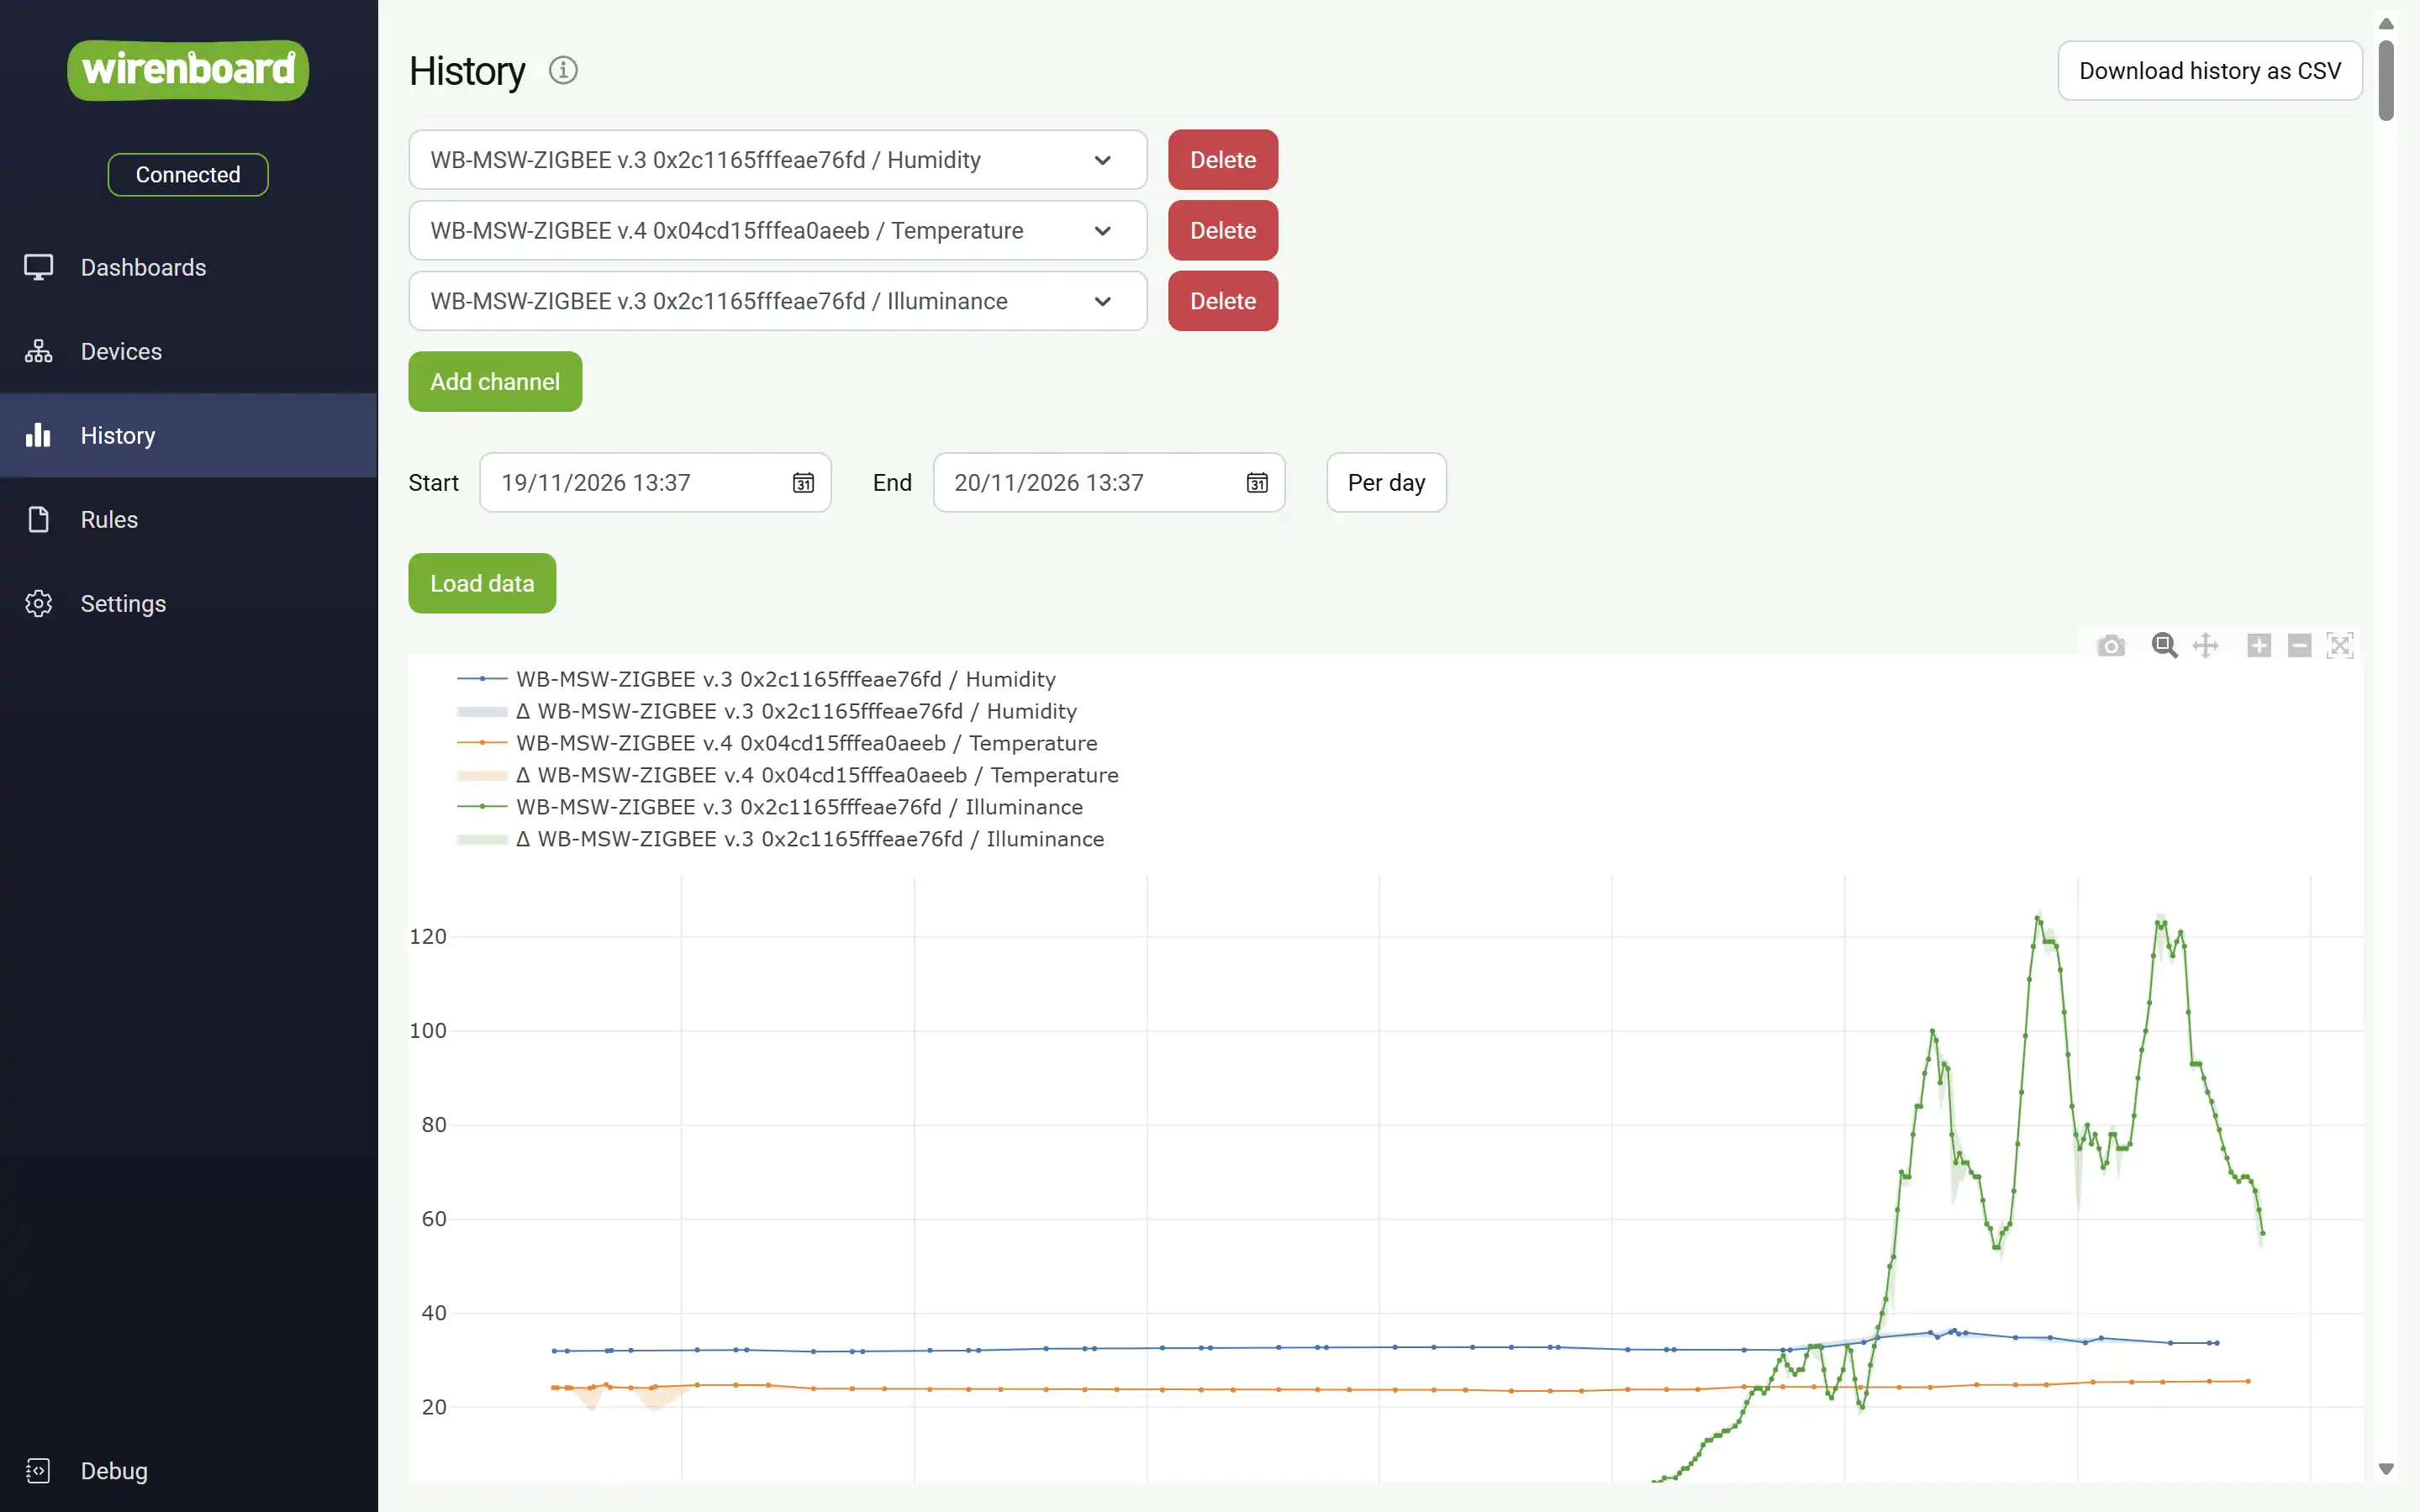 wirenboard
Connected
Dashboards
Devices
History
Rules
Settings
Debug
History
Download history as CSV
WB-MSW-ZIGBEE v.3 0x2c1165fffeae76fd / Humidity
Delete
WB-MSW-ZIGBEE v.4 0x04cd15fffea0aeeb / Temperature
Delete
WB-MSW-ZIGBEE v.3 0x2c1165fffeae76fd / Illuminance
Delete
Add channel
Start 19/11/2026 13:37 End 20/11/2026 13:37 Per day
Load data
WB-MSW-ZIGBEE v.3 0x2c1165fffeae76fd / Humidity
Δ WB-MSW-ZIGBEE v.3 0x2c1165fffeae76fd / Humidity
WB-MSW-ZIGBEE v.4 0x04cd15fffea0aeeb / Temperature
Δ WB-MSW-ZIGBEE v.4 0x04cd15fffea0aeeb / Temperature
WB-MSW-ZIGBEE v.3 0x2c1165fffeae76fd / Illuminance
Δ WB-MSW-ZIGBEE v.3 0x2c1165fffeae76fd / Illuminance
120
100
80
60
40
20